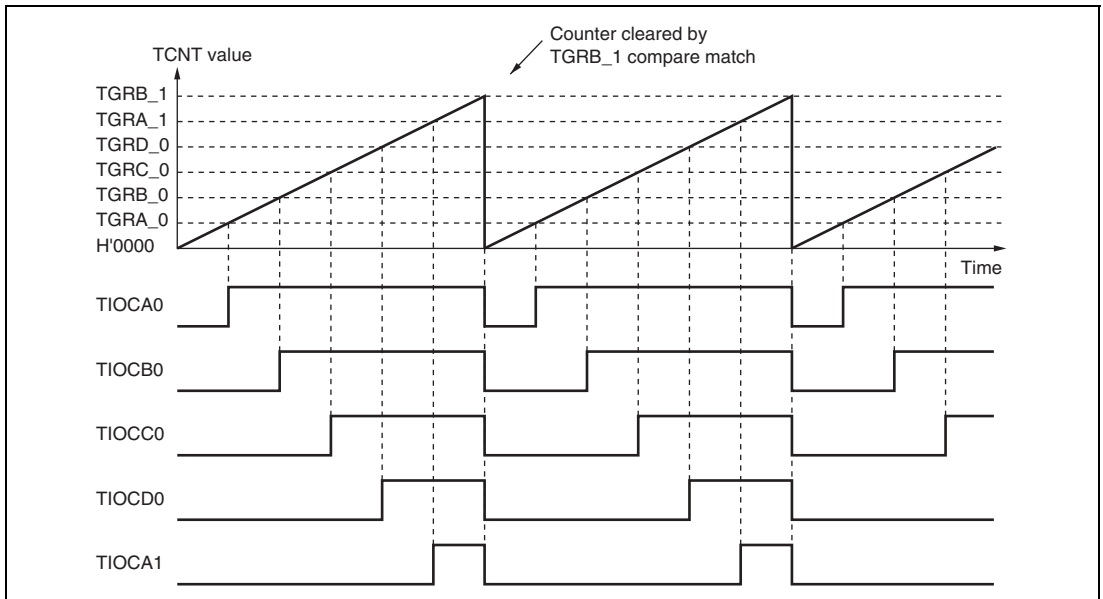 Counter cleared by
TGRB_1 compare match
TCNT value
TGRB_1
TGRA_1
TGRD_0
TGRC_0
TGRB_0
TGRA_0
H'0000
Time
TIOCA0
TIOCB0
TIOCC0
TIOCD0
TIOCA1